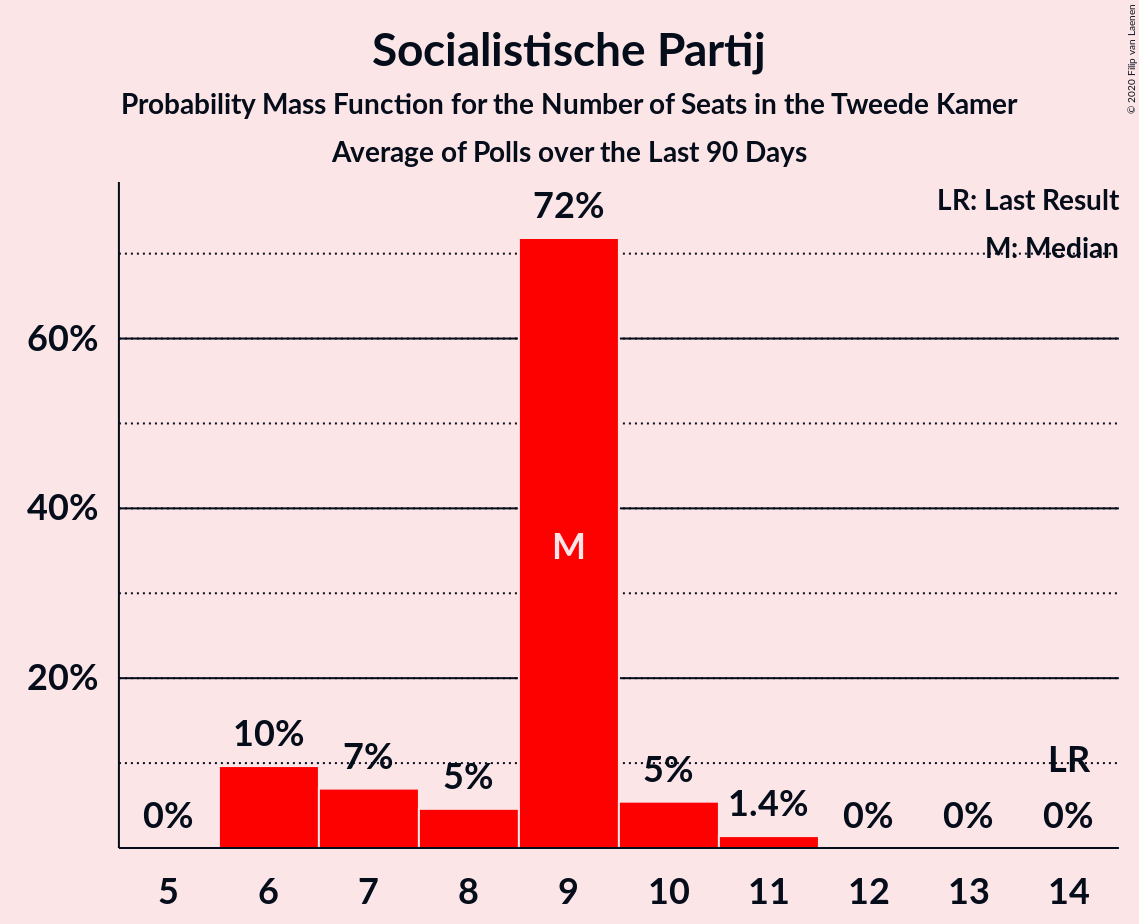 Socialistische Partij
Probability Mass Function for the Number of Seats in the Tweede Kamer
Average of Polls over the Last 90 Days
© 2020 Filip van Laenen
LR: Last Result
M: Median
72%
60%
40%
M
20%
10%
7%
5%
5%
LR
0%
1.4%
0%
0%
0%
5 6 7 8 9 10 11 12 13 14